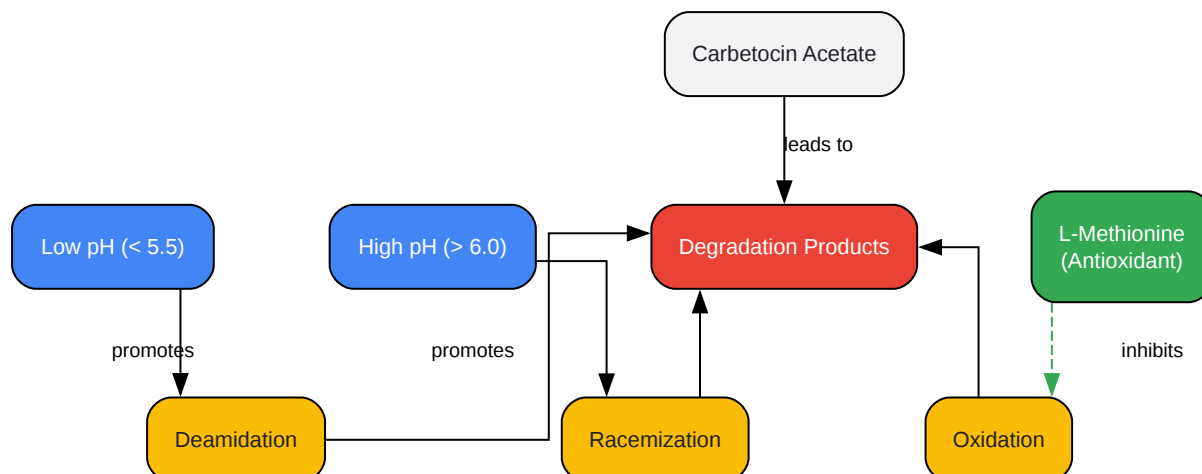 Carbetocin Acetate
leads to
Low pH (< 5.5)
High pH (> 6.0)
Degradation Products
L-Methionine
(Antioxidant)
promotes
promotes
inhibits
Deamidation
Racemization
Oxidation